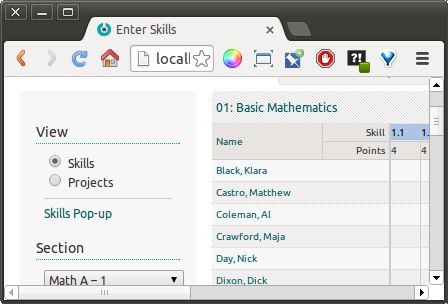 Enter Skills
locall
View
Skills
Projects
Skills Pop-up
Section
Math A – 1
01: Basic Mathematics
Name Skill 1.1 1.
Points 4 4
Black, Klara
Castro, Matthew
Coleman, Al
Crawford, Maja
Day, Nick
Dixon, Dick